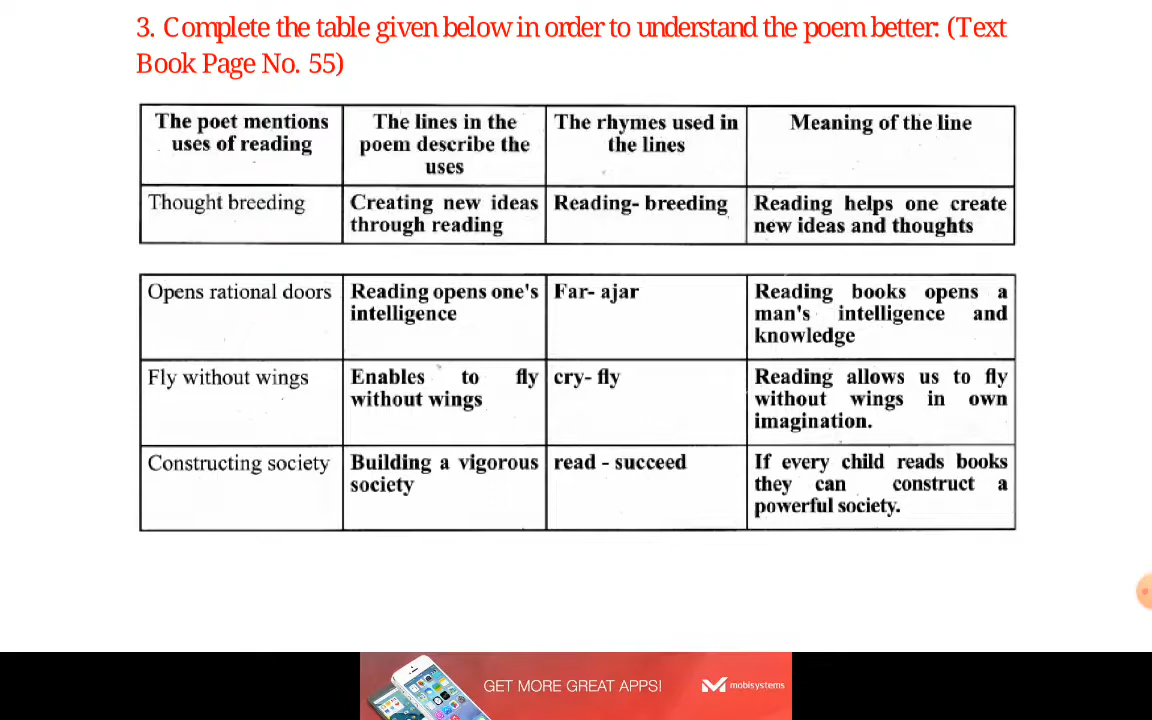 3. Complete the table given below in order to understand the poem better: (Text
Book Page No. 55)
The poet mentions
uses of reading
The lines in the
poem describe the
uses
The rhymes used in
the lines
Meaning of the line
Thought breeding
Creating new ideas
through reading
Reading- breeding
Reading helps one create
new ideas and thoughts
Opens rational doors
Reading opens one's
intelligence
Far- ajar
Reading books opens a
man's intelligence and
knowledge
Fly without wings
Enables to fly
without wings
cry- fly
Reading allows us to fly
without wings in own
imagination.
Constructing society
Building a vigorous
society
read - succeed
If every child reads books
they can construct a
powerful society.
GET MORE GREAT APPS!
mobisystems